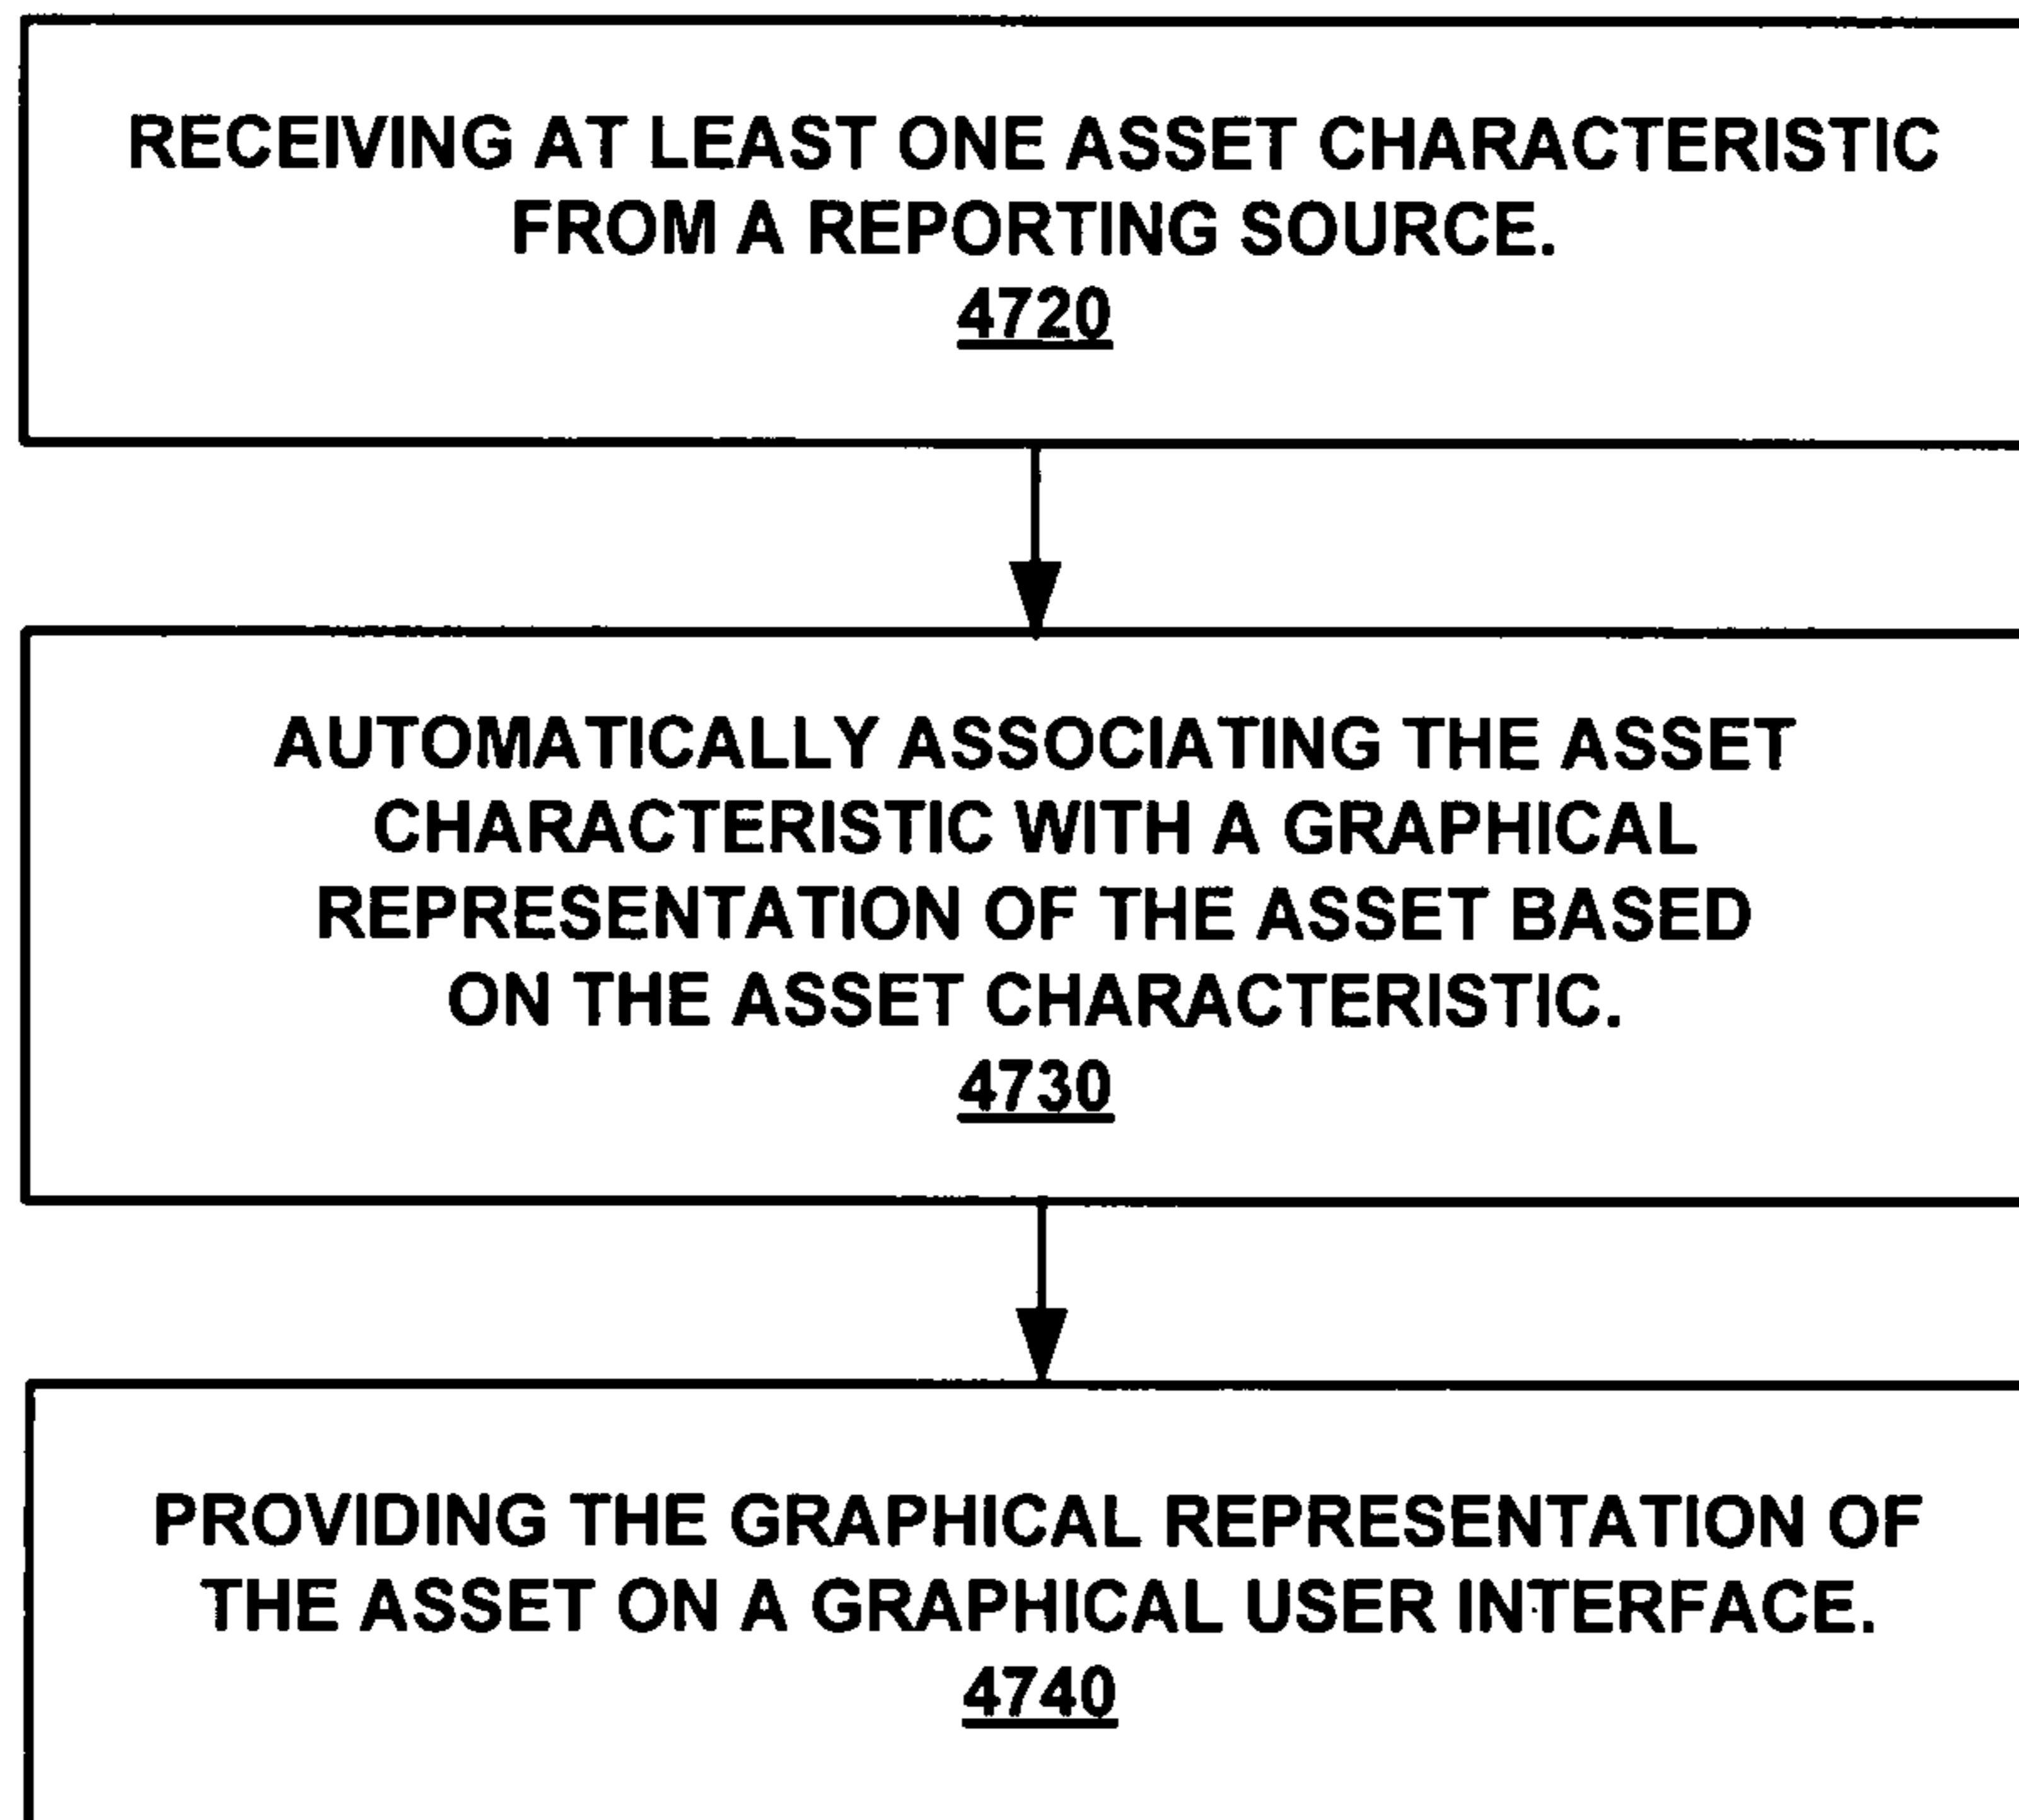 RECEIVING AT LEAST ONE ASSET CHARACTERISTIC
FROM A REPORTING SOURCE.
4720
AUTOMATICALLY ASSOCIATING THE ASSET
CHARACTERISTIC WITH A GRAPHICAL
REPRESENTATION OF THE ASSET BASED
ON THE ASSET CHARACTERISTIC.
4730
PROVIDING THE GRAPHICAL REPRESENTATION OF
THE ASSET ON A GRAPHICAL USER INTERFACE.
4740